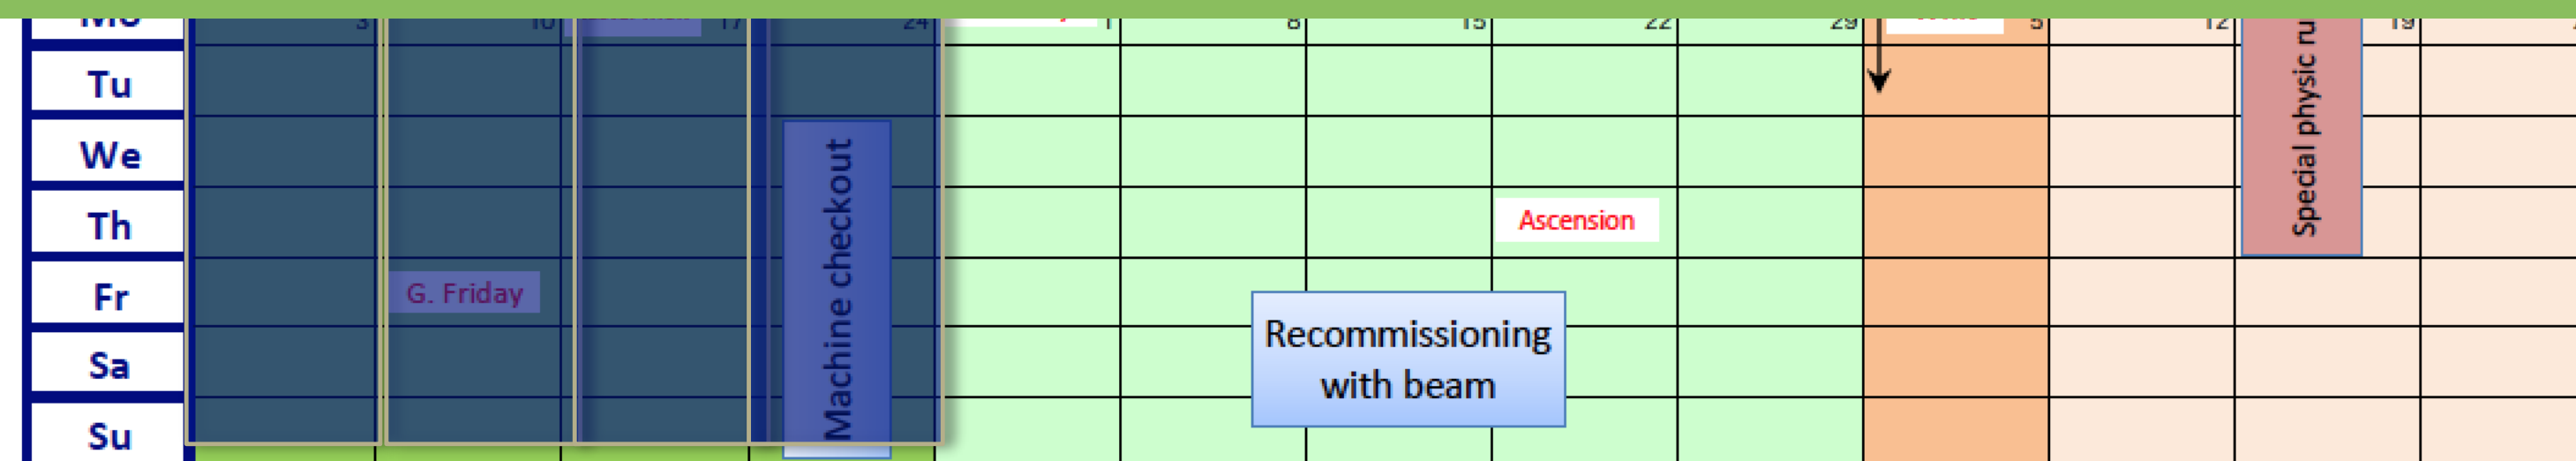 Mo 3 10 17 24 1 8 15 22 29 5 12 19
Tu
We
Th
Fr
Sa
Su
G. Friday
Machine checkout
Ascension
Recommissioning
with beam
Special physic ru